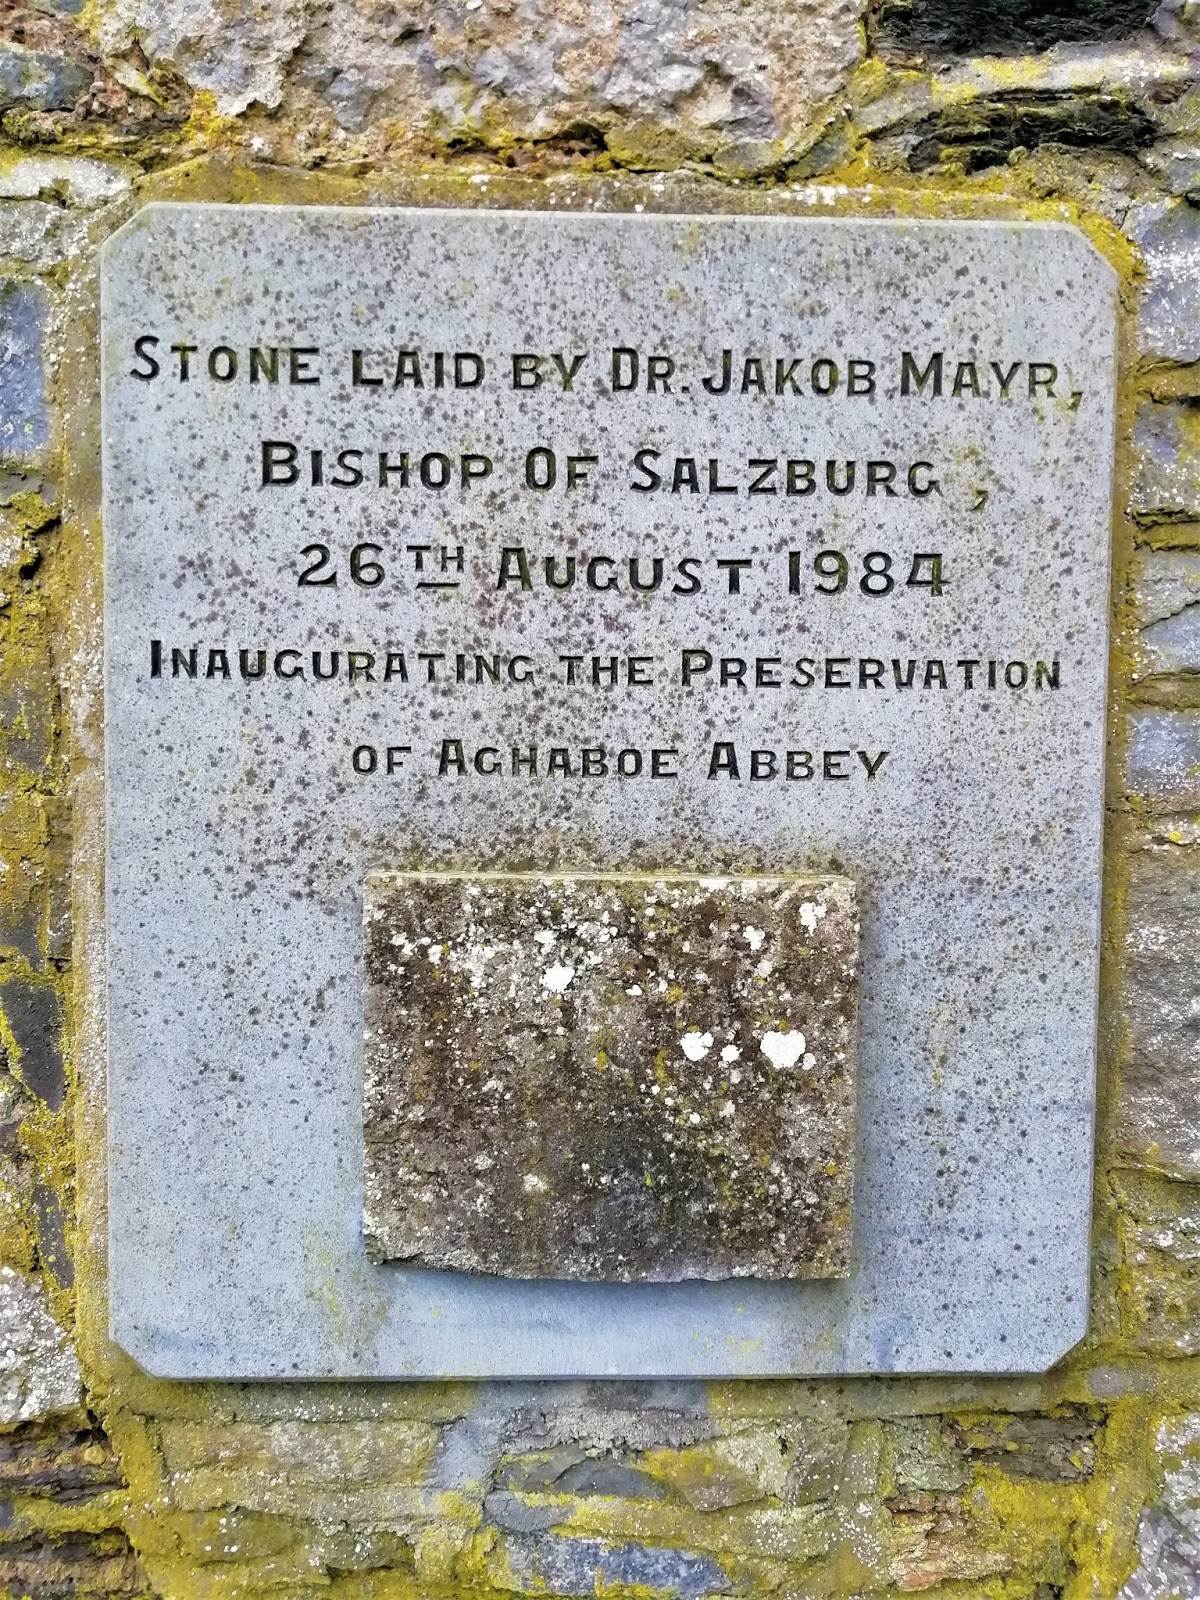 STONE LAID BY DR. JAKOB MAYR,
BISHOP OF SALZBURG,
26TH AUGUST 1984
INAUGURATING THE PRESERVATION
OF AGHABOE ABBEY